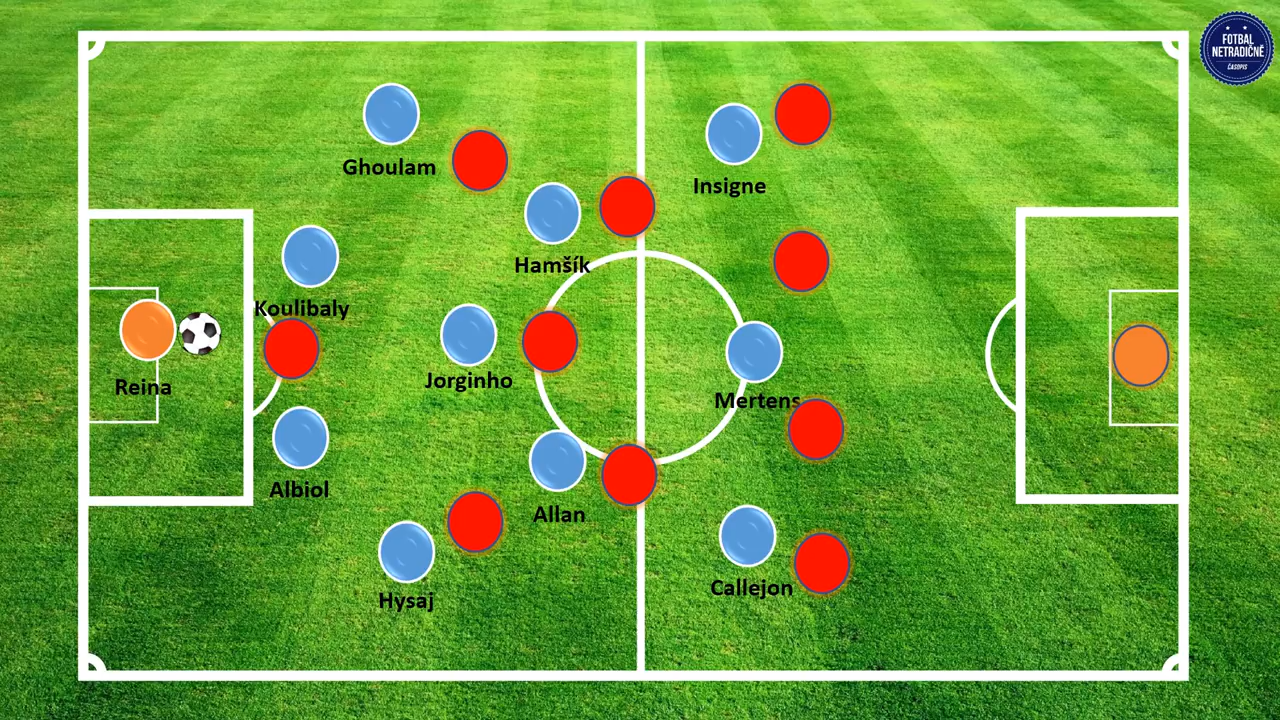 FOTBAL
NETRADIČNĚ
ČASOPIS
Ghoulam
Insigne
Hamšík
Koulibaly
Reina
Jorginho
Mertens
Albiol
Allan
Callejon
Hysaj